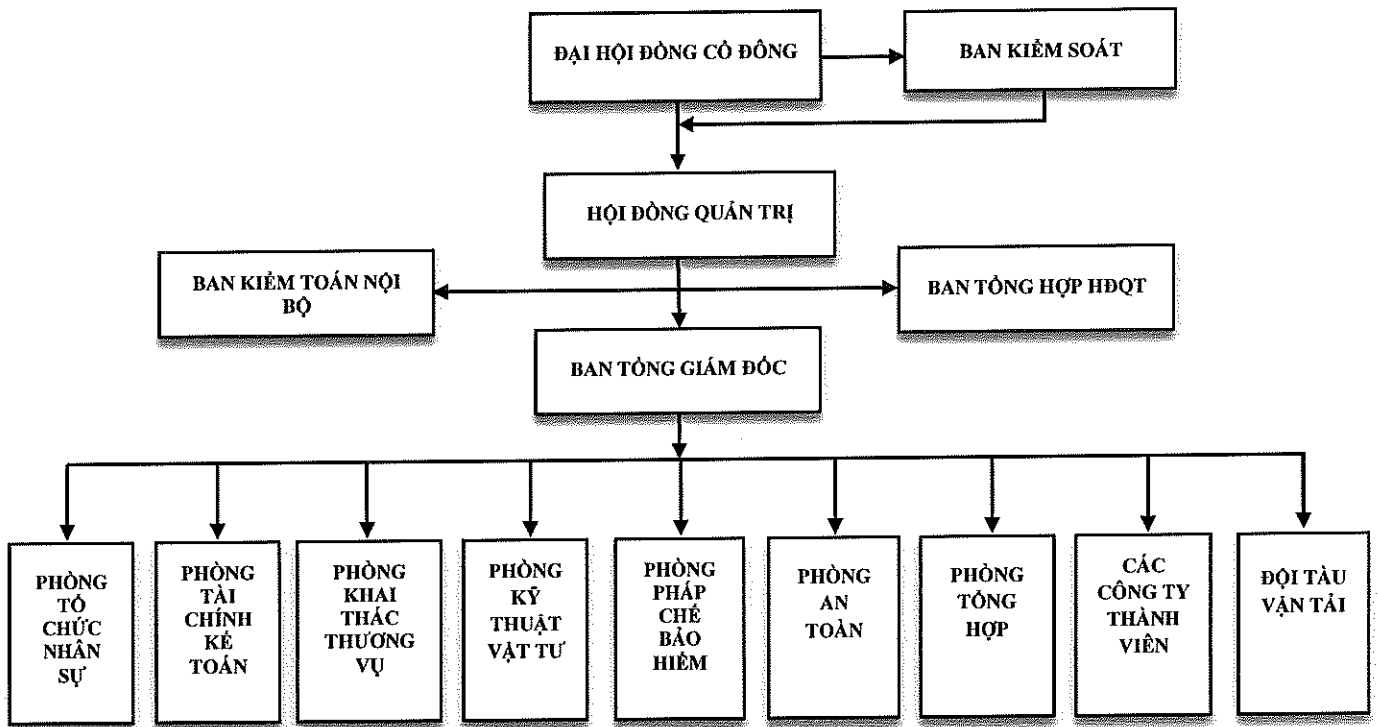 ĐẠI HỘI ĐỒNG CỔ ĐÔNG
BAN KIỂM SOÁT
HỘI ĐỒNG QUẢN TRỊ
BAN KIỂM TOÁN NỘI
BỘ
BAN TỔNG HỢP HĐQT
BAN TỔNG GIÁM ĐỐC
PHÒNG
TỔ
CHỨC
NHÂN
SỰ
PHÒNG
TÀI
CHÍNH
KẾ
TOÁN
PHÒNG
KHAI
THÁC
THƯƠNG
VỤ
PHÒNG
KỸ
THUẬT
VẬT TƯ
PHÒNG
PHÁP
CHẾ
BẢO
HIỂM
PHÒNG
AN
TOÀN
PHÒNG
TỔNG
HỢP
CÁC
CÔNG TY
THÀNH
VIÊN
ĐỘI TÀU
VẬN TẢI